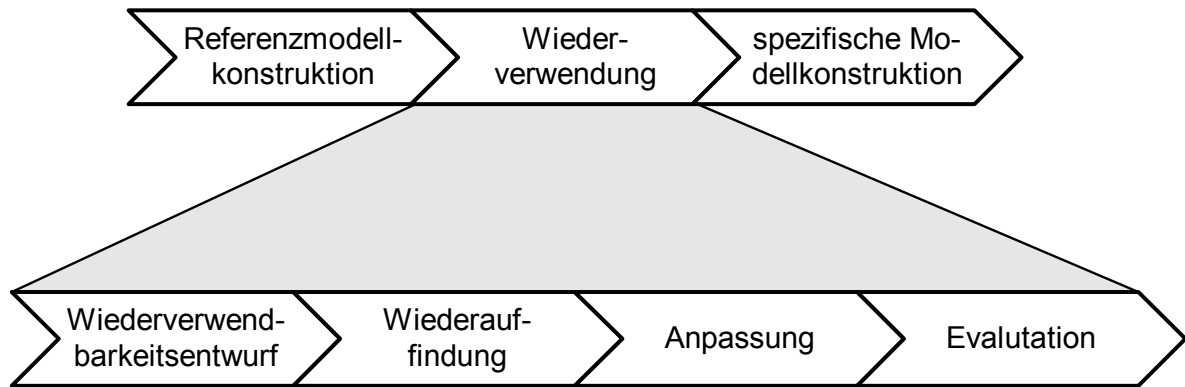 Referenzmodell-
konstruktion
Wieder-
verwendung
spezifische Mo-
dellkonstruktion
Wiederverwend-
barkeitsentwurf
Wiederauf-
findung
Anpassung
Evalutation